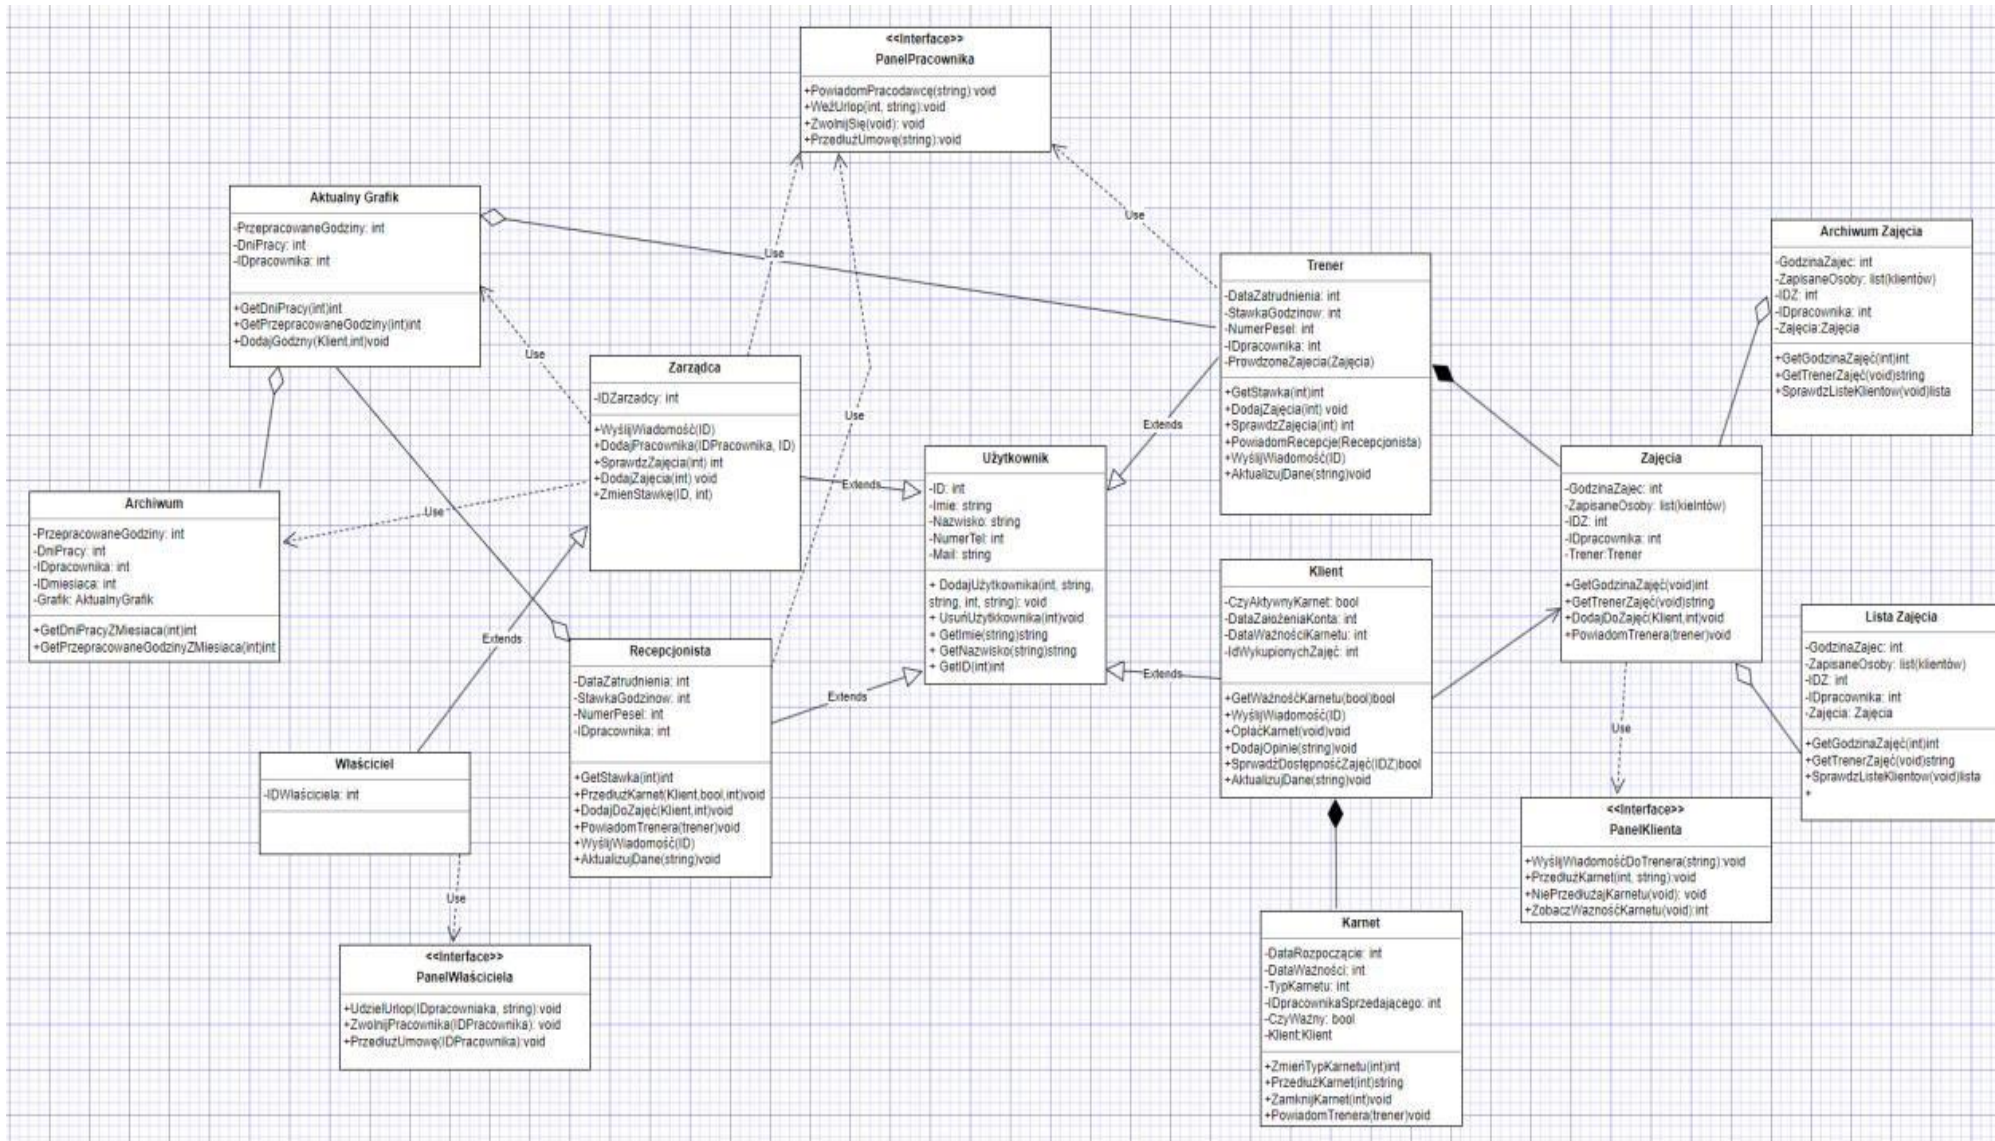 <<Interface>>
PanelPracownika
+PowiadomPracodawcę(string):void
+WeźUrlop(int, string):void
+ZwolnijSię(void): void
+PrzedłużUmowę(string):void
Aktualny Grafik
-PrzepracowaneGodziny: int
-DniPracy: int
-IDpracownika: int
+GetDniPracy(int)int
+GetPrzepracowaneGodziny(int)int
+DodajGodzny(Klient,int)void
Use
Use
Use
Use
Use
Zarządca
-IDZarzadcy: int
+WyślijWiadomość(ID)
+DodajPracownika(IDPracownika, ID)
+SprawdzZajęcia(int) int
+DodajZajęcia(int) void
+ZmienStawkę(ID, int)
Trener
-DataZatrudnienia: int
-StawkaGodzinow: int
-NumerPesel: int
-IDpracownika: int
-ProwdzoneZajecia(Zajęcia)
+GetStawka(int)int
+DodajZajęcia(int) void
+SprawdzZajęcia(int) int
+PowiadomRecepcje(Recepcjonista)
+WyślijWiadomość(ID)
+AktualizujDane(string)void
Archiwum Zajęcia
-GodzinaZajec: int
-ZapisaneOsoby: list(klientów)
-IDZ: int
-IDpracownika: int
-Zajęcia:Zajęcia
+GetGodzinaZajęć(int)int
+GetTrenerZajęć(void)string
+SprawdzListeKlientow(void)lista
Archiwum
-PrzepracowaneGodziny: int
-DniPracy: int
-IDpracownika: int
-IDmiesiaca: int
-Grafik: AktualnyGrafik
+GetDniPracyZMiesiaca(int)int
+GetPrzepracowaneGodzinyZMiesiaca(int)int
Extends
Extends
Extends
Extends
Extends
Użytkownik
-ID: int
-Imie: string
-Nazwisko: string
-NumerTel: int
-Mail: string
+ DodajUżytkownika(int, string,
string, int, string): void
+ UsuńUżytkkownika(int)void
+ GetImie(string)string
+ GetNazwisko(string)string
+ GetID(int)int
Zajęcia
-GodzinaZajec: int
-ZapisaneOsoby: list(kielntów)
-IDZ: int
-IDpracownika: int
-Trener:Trener
+GetGodzinaZajęć(void)int
+GetTrenerZajęć(void)string
+DodajDoZajęć(Klient,int)void
+PowiadomTrenera(trener)void
Klient
-CzyAktywnyKarnet: bool
-DataZałożeniaKonta: int
-DataWażnościKarnetu: int
-IdWykupionychZajęć: int
+GetWażnośćKarnetu(bool)bool
+WyślijWiadomość(ID)
+OpłaćKarnet(void)void
+DodajOpinie(string)void
+SprwadźDostępnośćZajęć(IDZ)bool
+AktualizujDane(string)void
Lista Zajęcia
-GodzinaZajec: int
-ZapisaneOsoby: list(klientów)
-IDZ: int
-IDpracownika: int
-Zajęcia: Zajęcia
+GetGodzinaZajęć(int)int
+GetTrenerZajęć(void)string
+SprawdzListeKlientow(void)lista
+
Recepcjonista
-DataZatrudnienia: int
-StawkaGodzinow: int
-NumerPesel: int
-IDpracownika: int
+GetStawka(int)int
+PrzedłużKarnet(Klient,bool,int)void
+DodajDoZajęć(Klient,int)void
+PowiadomTrenera(trener)void
+WyślijWiadomość(ID)
+AktualizujDane(string)void
Właściciel
-IDWłaściciela: int
Use
Use
<<Interface>>
PanelKlienta
+WyślijWiadomośćDoTrenera(string):void
+PrzedłużKarnet(int, string):void
+NiePrzedłużajKarnetu(void): void
+ZobaczWaznośćKarnetu(void):int
<<Interface>>
PanelWłaściciela
+UdzielUrlop(IDpracowniaka, string):void
+ZwolnijPracownika(IDPracownika): void
+PrzedłużUmowę(IDPracownika):void
Karnet
-DataRozpoczącie: int
-DataWażności: int
-TypKarnetu: int
-IDpracownikaSprzedającego: int
-CzyWażny: bool
-Klient:Klient
+ZmieńTypKarnetu(int)int
+PrzedłużKarnet(int)string
+ZamknijKarnet(int)void
+PowiadomTrenera(trener)void